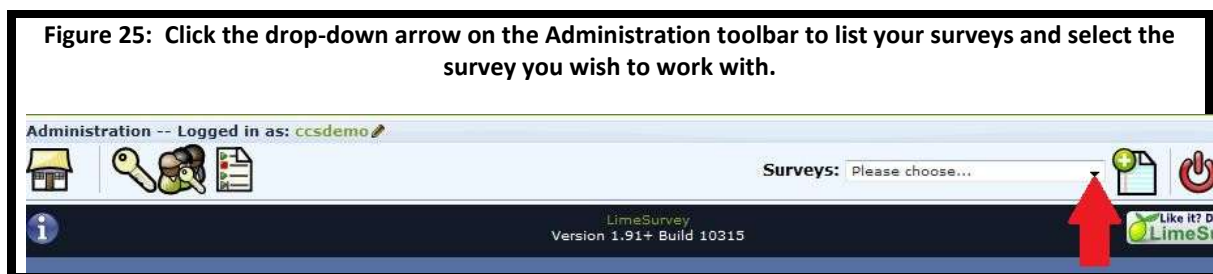 Figure 25:  Click the drop-down arrow on the Administration toolbar to list your surveys and select the
survey you wish to work with.
Administration -- Logged in as: ccsdemo
Surveys: Please choose...
LimeSurvey
Version 1.91+ Build 10315
Like it? D
LimeSu